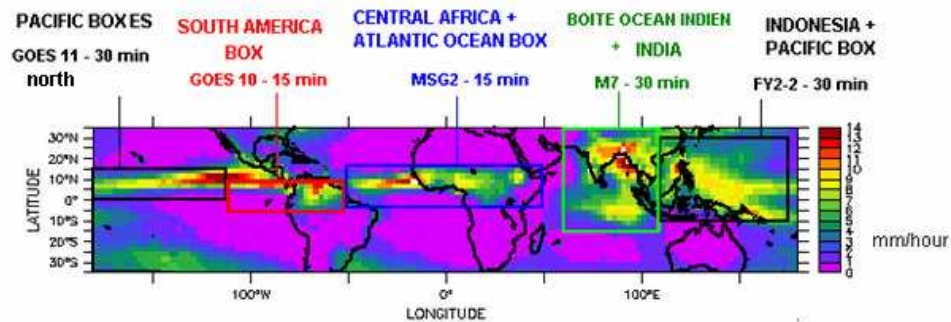 PACIFIC BOXES
GOES 11 - 30 min
north
SOUTH AMERICA
BOX
GOES 10 - 15 min
CENTRAL AFRICA +
ATLANTIC OCEAN BOX
MSG2 - 15 min
BOITE OCEAN INDIEN
+ INDIA
M7 - 30 min
INDONESIA +
PACIFIC BOX
FY2-2 - 30 min
LATITUDE
30°N
20°N
10°N
0°
10°S
20°S
30°S
100°W
0°
100°E
LONGITUDE
14
13
12
11
10
9
8
7
6
5
4
3
2
1
0
mm/hour